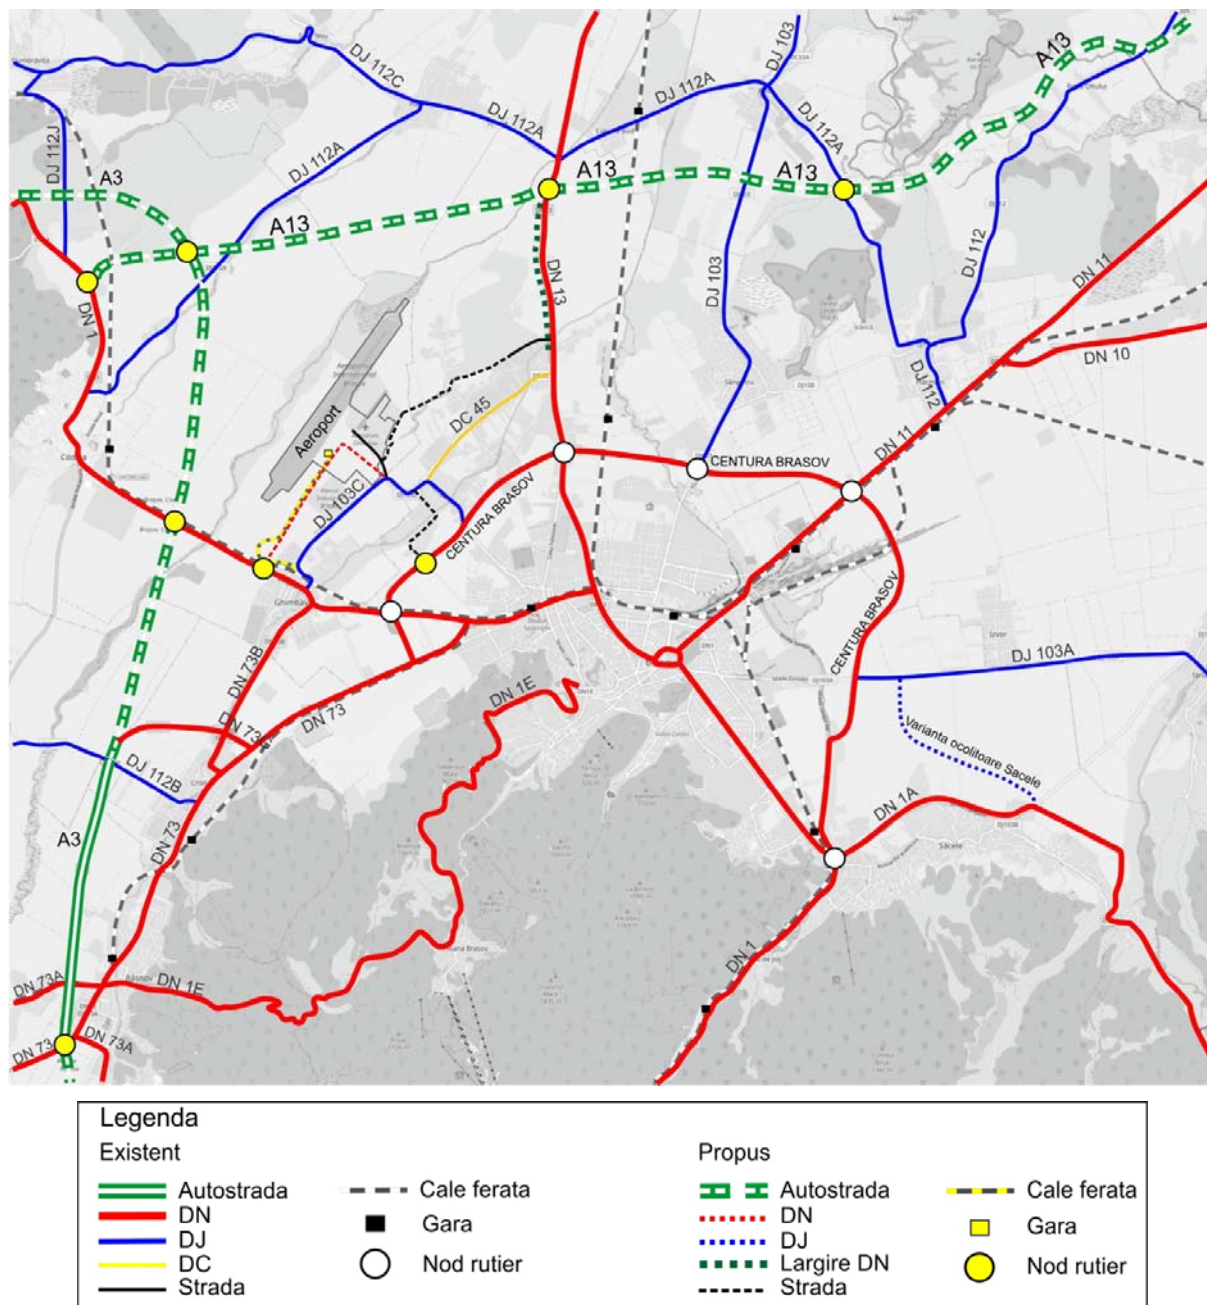 DJ 103
A13
DJ 112C
DJ 112A
DJ 112A
DJ 112A
DJ 112J
DJ 112A
A3
A13
A13
A13
DJ 112
DN 11
DN 13
DJ 103
DN 1
DN 10
Aeroport
DC 45
DJ 112
DN 11
CENTURA BRASOV
DJ 103C
CENTURA BRASOV
Ghimbav
CENTURA BRASOV
Izvor
DJ 103A
DN 73B
DN 1E
DN 73
DN 73
Varianta ocolitoare Sacele
DJ 112B
DN 1A
A3
DN 73
Săcele
DN 1
DN 73A
DN 1E
Râșnov
DN 73
DN 73A
Legenda
Existent
Autostrada
DN
DJ
DC
Strada
Cale ferata
Gara
Nod rutier
Propus
Autostrada
DN
DJ
Largire DN
Strada
Cale ferata
Gara
Nod rutier